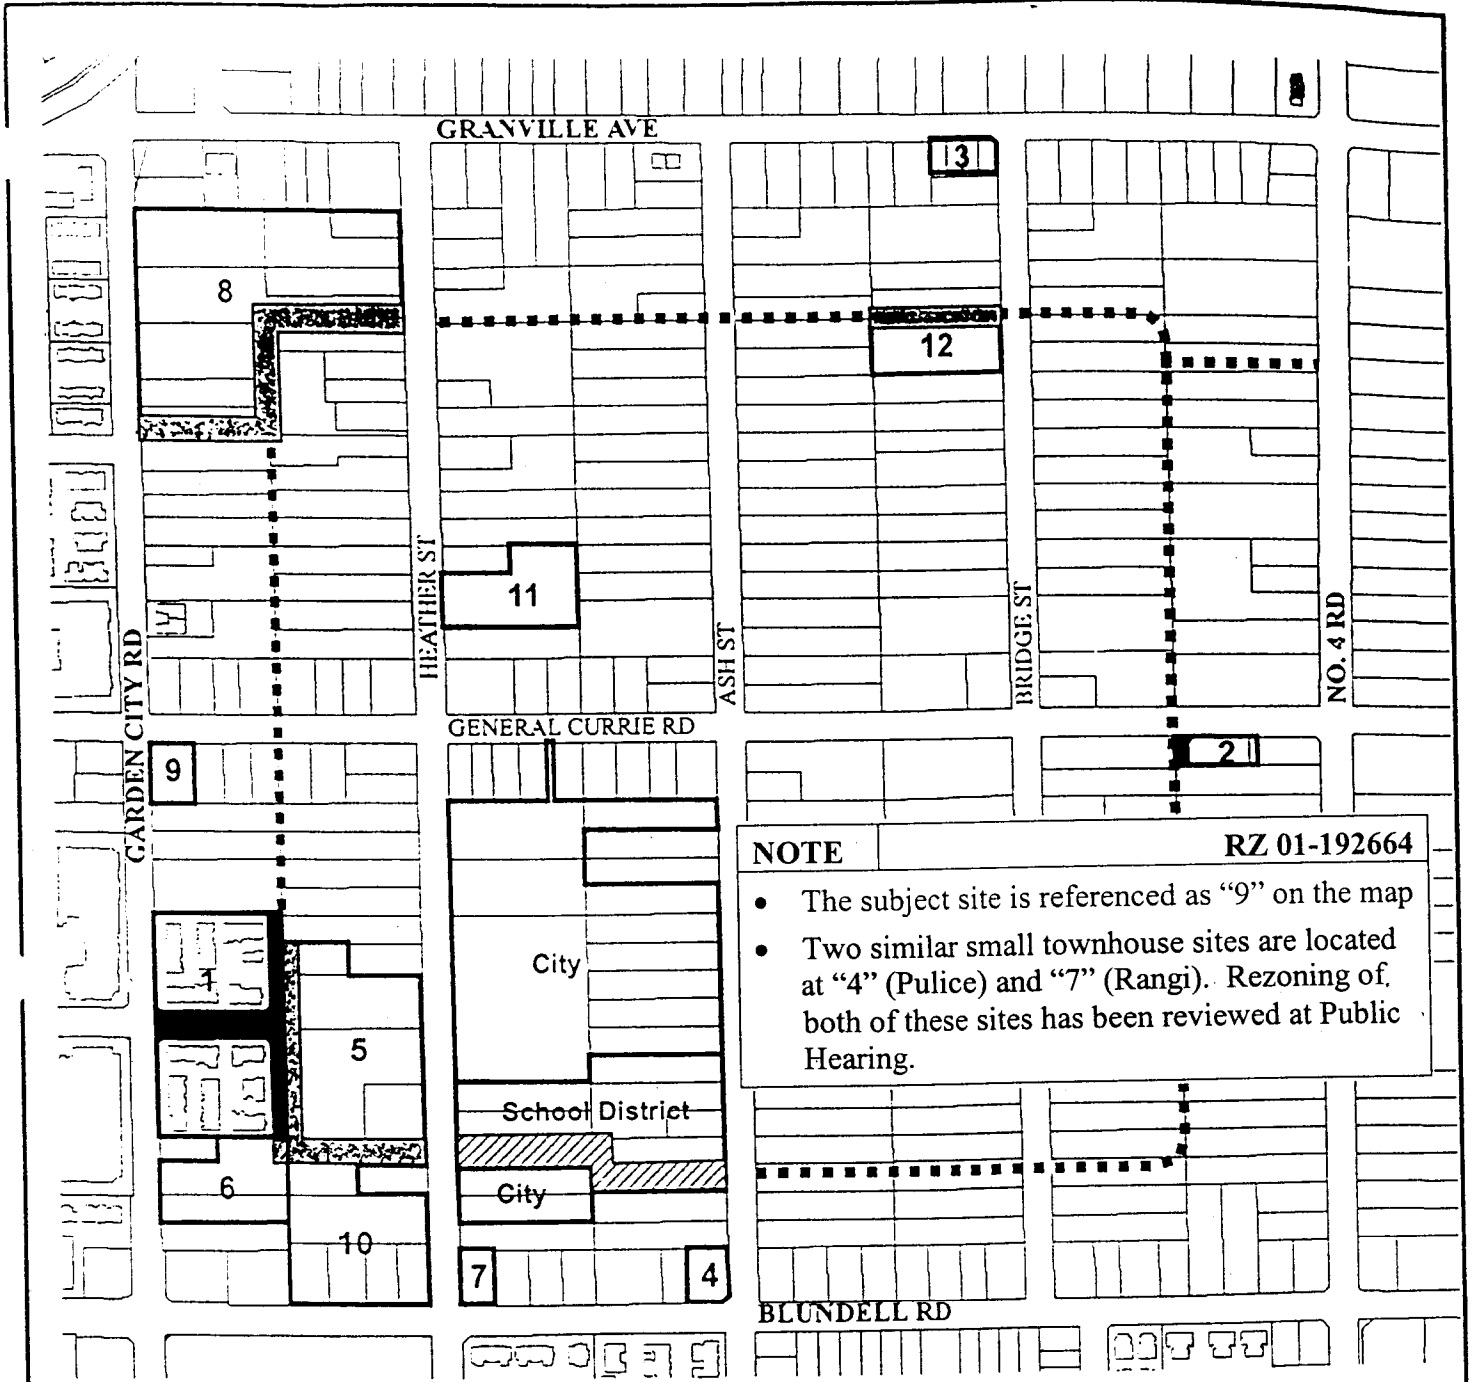 GRANVILLE AVE
3
8
12
HEATHER ST
11
ASH ST
BRIDGE ST
NO. 4 RD
GARDEN CITY RD
GENERAL CURRIE RD
9
2
NOTE RZ 01-192664
• The subject site is referenced as “9” on the map
• Two similar small townhouse sites are located
at “4” (Pulice) and “7” (Rangi). Rezoning of
both of these sites has been reviewed at Public
Hearing.
1
City
5
School District
6
City
10
7
4
BLUNDELL RD